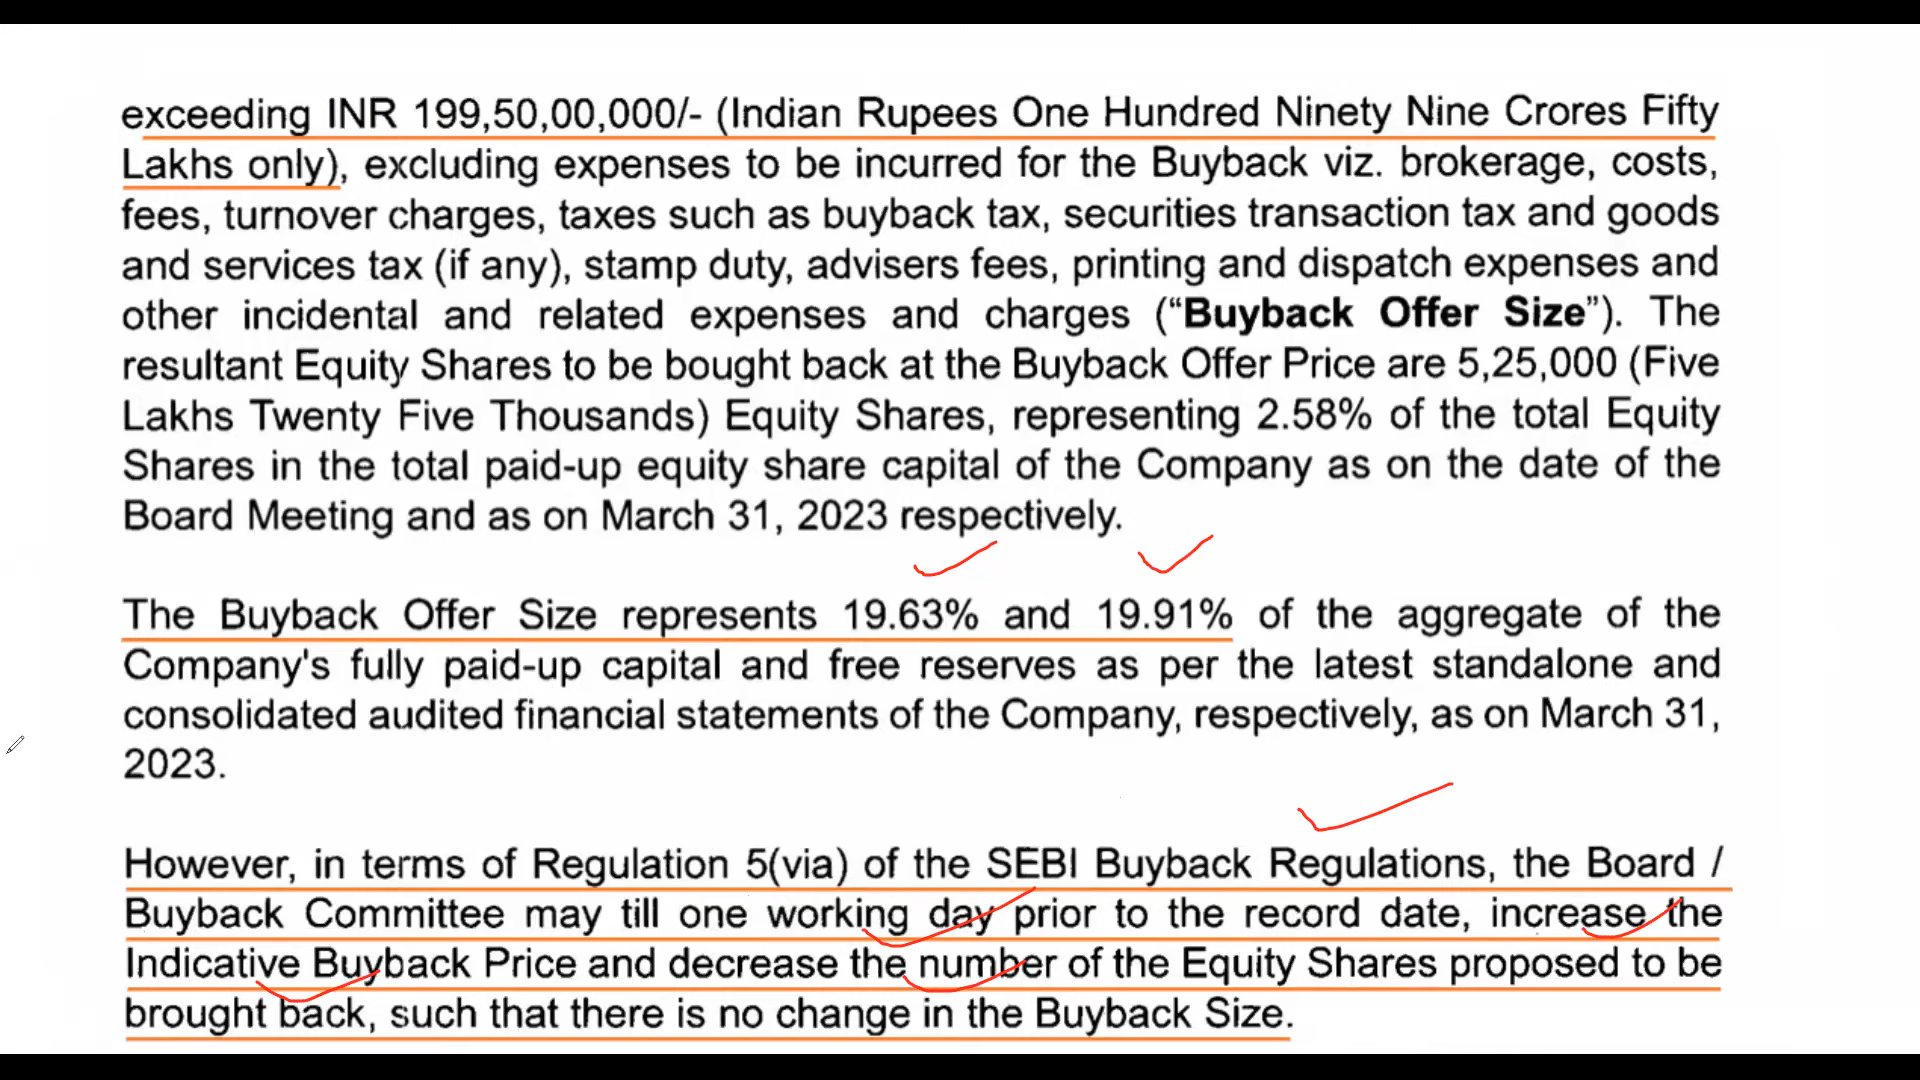 exceeding INR 199,50,00,000/- (Indian Rupees One Hundred Ninety Nine Crores Fifty
Lakhs only), excluding expenses to be incurred for the Buyback viz. brokerage, costs,
fees, turnover charges, taxes such as buyback tax, securities transaction tax and goods
and services tax (if any), stamp duty, advisers fees, printing and dispatch expenses and
other incidental and related expenses and charges (“Buyback Offer Size”). The
resultant Equity Shares to be bought back at the Buyback Offer Price are 5,25,000 (Five
Lakhs Twenty Five Thousands) Equity Shares, representing 2.58% of the total Equity
Shares in the total paid-up equity share capital of the Company as on the date of the
Board Meeting and as on March 31, 2023 respectively.
The Buyback Offer Size represents 19.63% and 19.91% of the aggregate of the
Company's fully paid-up capital and free reserves as per the latest standalone and
consolidated audited financial statements of the Company, respectively, as on March 31,
2023.
However, in terms of Regulation 5(via) of the SEBI Buyback Regulations, the Board /
Buyback Committee may till one working day prior to the record date, increase the
Indicative Buyback Price and decrease the number of the Equity Shares proposed to be
brought back, such that there is no change in the Buyback Size.